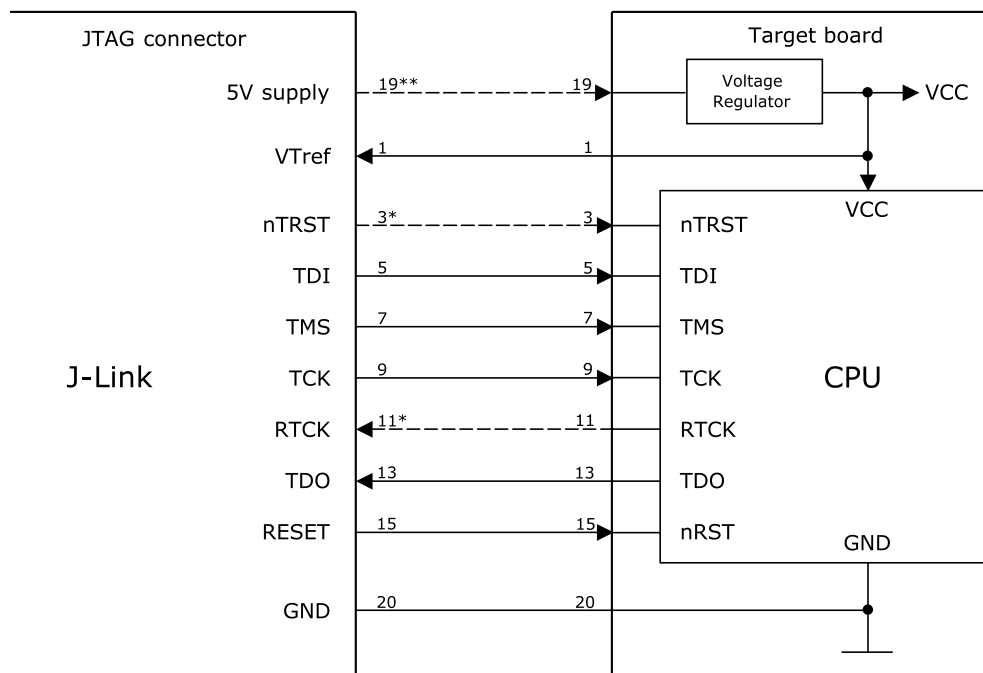 JTAG connector
Target board
5V supply 19** 19 Voltage Regulator VCC
VTref 1 1
VCC
nTRST 3* 3 nTRST
TDI 5 5 TDI
TMS 7 7 TMS
J-Link TCK 9 9 TCK CPU
RTCK 11* 11 RTCK
TDO 13 13 TDO
RESET 15 15 nRST
GND
GND 20 20